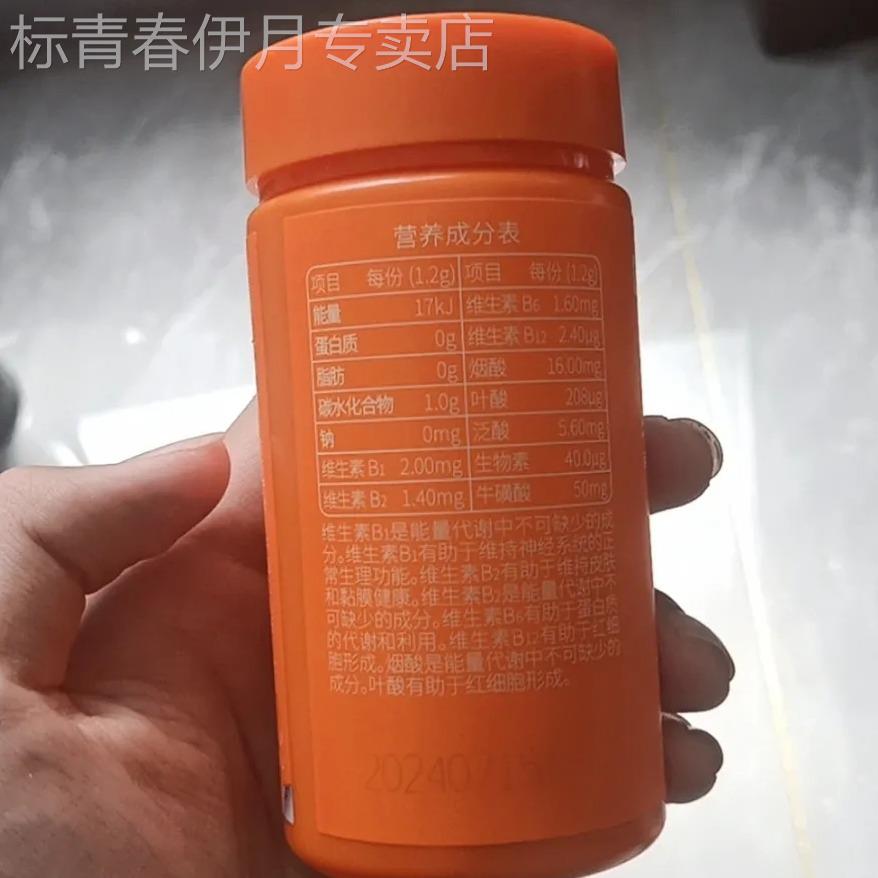 标青春伊月专卖店
营养成分表
项目 每份 (1.2g) 项目 每份 (1.2g)
能量 17kJ 维生素 B6 1.60mg
蛋白质 0g 维生素 B12 2.40μg
脂肪 0g 烟酸 16.00mg
碳水化合物 1.0g 叶酸 208μg
钠 0mg 泛酸 5.60mg
维生素 B1 2.00mg 生物素 40.0μg
维生素 B2 1.40mg 牛磺酸 50mg
维生素B1是能量代谢中不可缺少的成
分。维生素B1有助于维持神经系统的正
常生理功能。维生素B2有助于维持皮肤
和黏膜健康。维生素B2是能量代谢中不
可缺少的成分。维生素B6有助于蛋白质
的代谢和利用。维生素B12有助于红细
胞形成。烟酸是能量代谢中不可缺少的
成分。叶酸有助于红细胞形成。
20240715